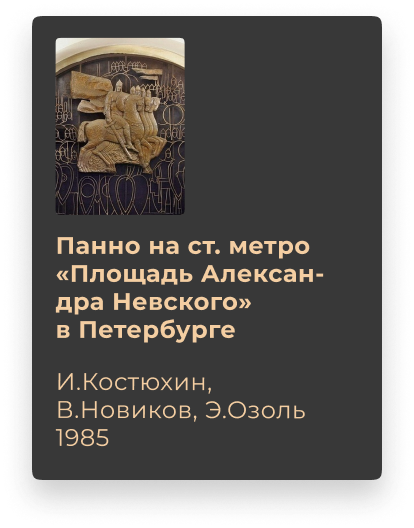 Панно на ст. метро
«Площадь Алексан-
дра Невского»
в Петербурге
И.Костюхин,
В.Новиков, Э.Озоль
1985